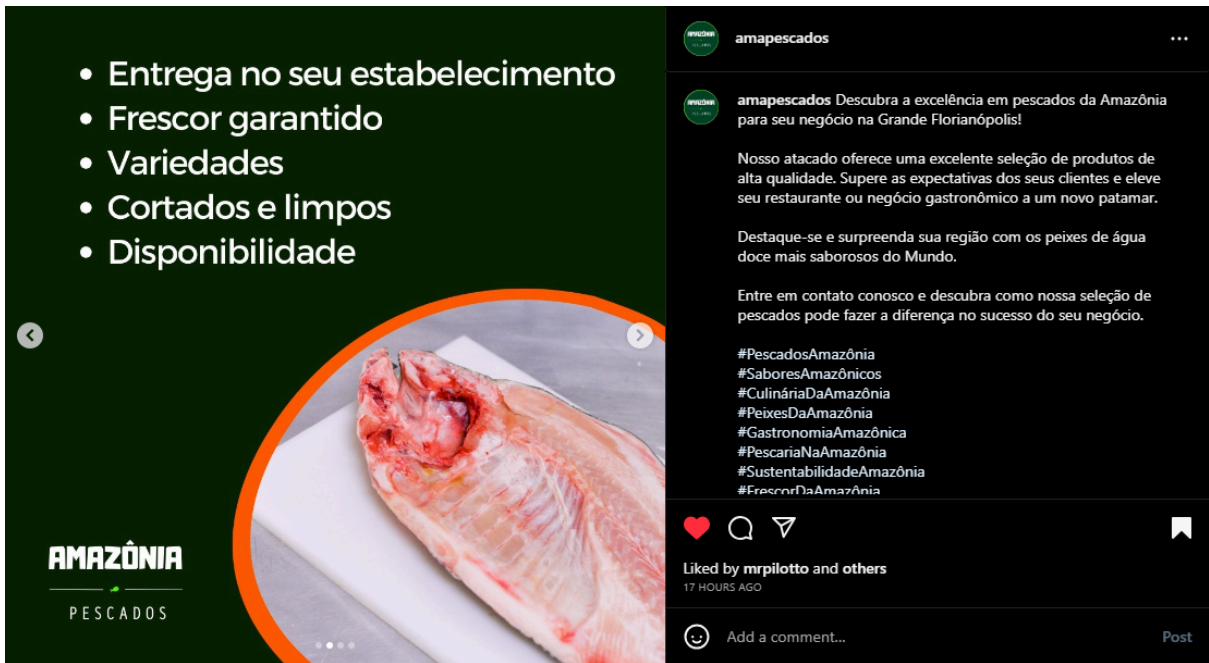 • Entrega no seu estabelecimento
• Frescor garantido
• Variedades
• Cortados e limpos
• Disponibilidade
AMAZÔNIA
PESCADOS
AMAZÔNIA
amapescados
AMAZÔNIA
amapescados Descubra a excelência em pescados da Amazônia
para seu negócio na Grande Florianópolis!
Nosso atacado oferece uma excelente seleção de produtos de
alta qualidade. Supere as expectativas dos seus clientes e eleve
seu restaurante ou negócio gastronômico a um novo patamar.
Destaque-se e surpreenda sua região com os peixes de água
doce mais saborosos do Mundo.
Entre em contato conosco e descubra como nossa seleção de
pescados pode fazer a diferença no sucesso do seu negócio.
#PescadosAmazônia
#SaboresAmazônicos
#CulináriaDaAmazônia
#PeixesDaAmazônia
#GastronomiaAmazônica
#PescariaNaAmazônia
#SustentabilidadeAmazônia
#FrescorDaAmazônia
Liked by mrpilotto and others
17 HOURS AGO
Add a comment...
Post